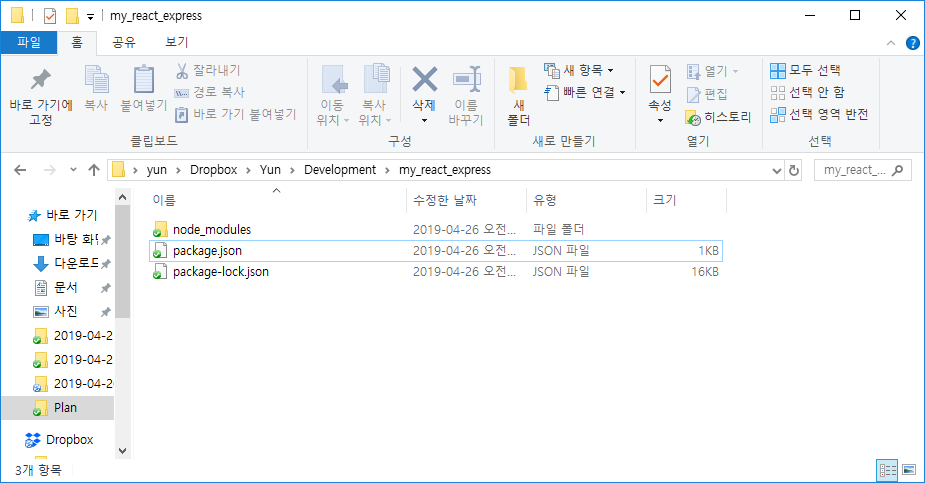 my_react_express
파일 홈 공유 보기
바로 가기에
고정
복사
붙여넣기
잘라내기
경로 복사
바로 가기 붙여넣기
클립보드
이동
위치
복사
위치
삭제
이름
바꾸기
구성
새
폴더
새 항목
빠른 연결
새로 만들기
속성
열기
편집
히스토리
열기
모두 선택
선택 안 함
선택 영역 반전
선택
yun > Dropbox > Yun > Development > my_react_express
my_react_...
바로 가기
바탕 화면
다운로드
문서
사진
2019-04-2
2019-04-2
2019-04-20
Plan
Dropbox
이름 수정한 날짜 유형 크기
node_modules 2019-04-26 오전... 파일 폴더
package.json 2019-04-26 오전... JSON 파일 1KB
package-lock.json 2019-04-26 오전... JSON 파일 16KB
3개 항목